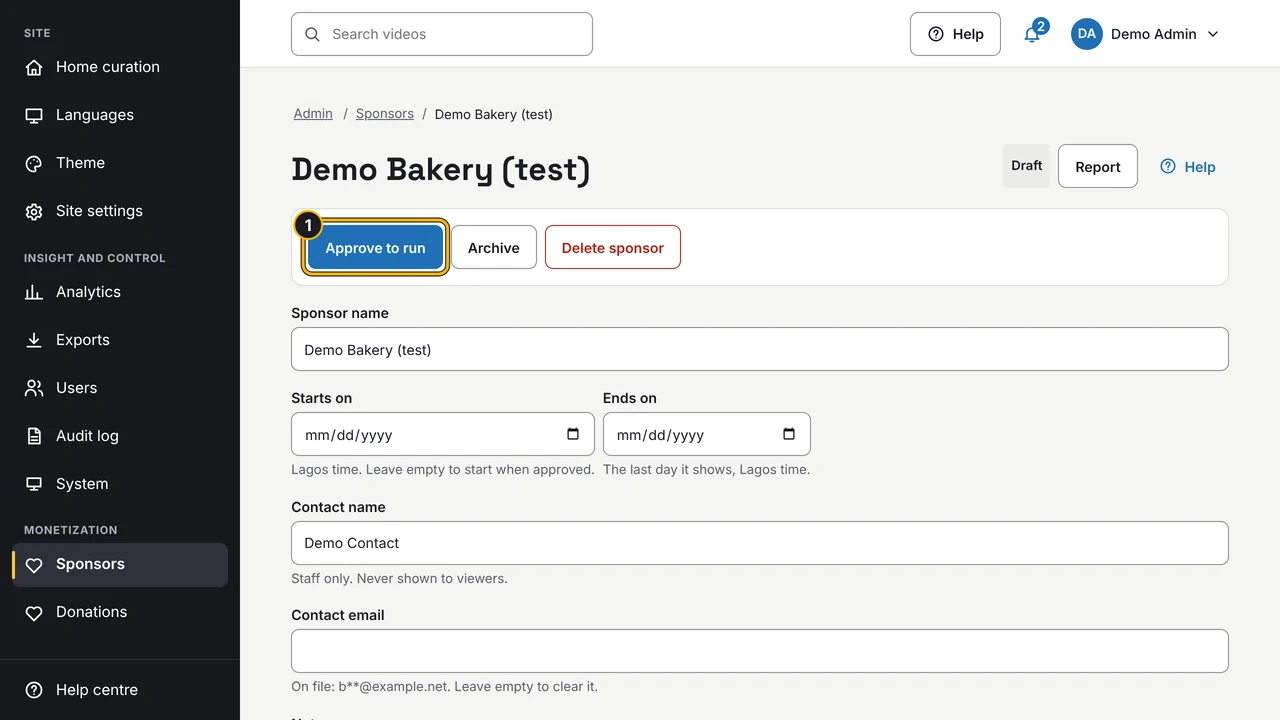 SITE
Home curation
Languages
Theme
Site settings
INSIGHT AND CONTROL
Analytics
Exports
Users
Audit log
System
MONETIZATION
Sponsors
Donations
Help centre
Search videos
Help
2
DA
Demo Admin
Admin / Sponsors / Demo Bakery (test)
Demo Bakery (test)
Draft
Report
Help
1
Approve to run
Archive
Delete sponsor
Sponsor name
Demo Bakery (test)
Starts on
mm/dd/yyyy
Lagos time. Leave empty to start when approved.
Ends on
mm/dd/yyyy
The last day it shows, Lagos time.
Contact name
Demo Contact
Staff only. Never shown to viewers.
Contact email
On file: b**@example.net. Leave empty to clear it.